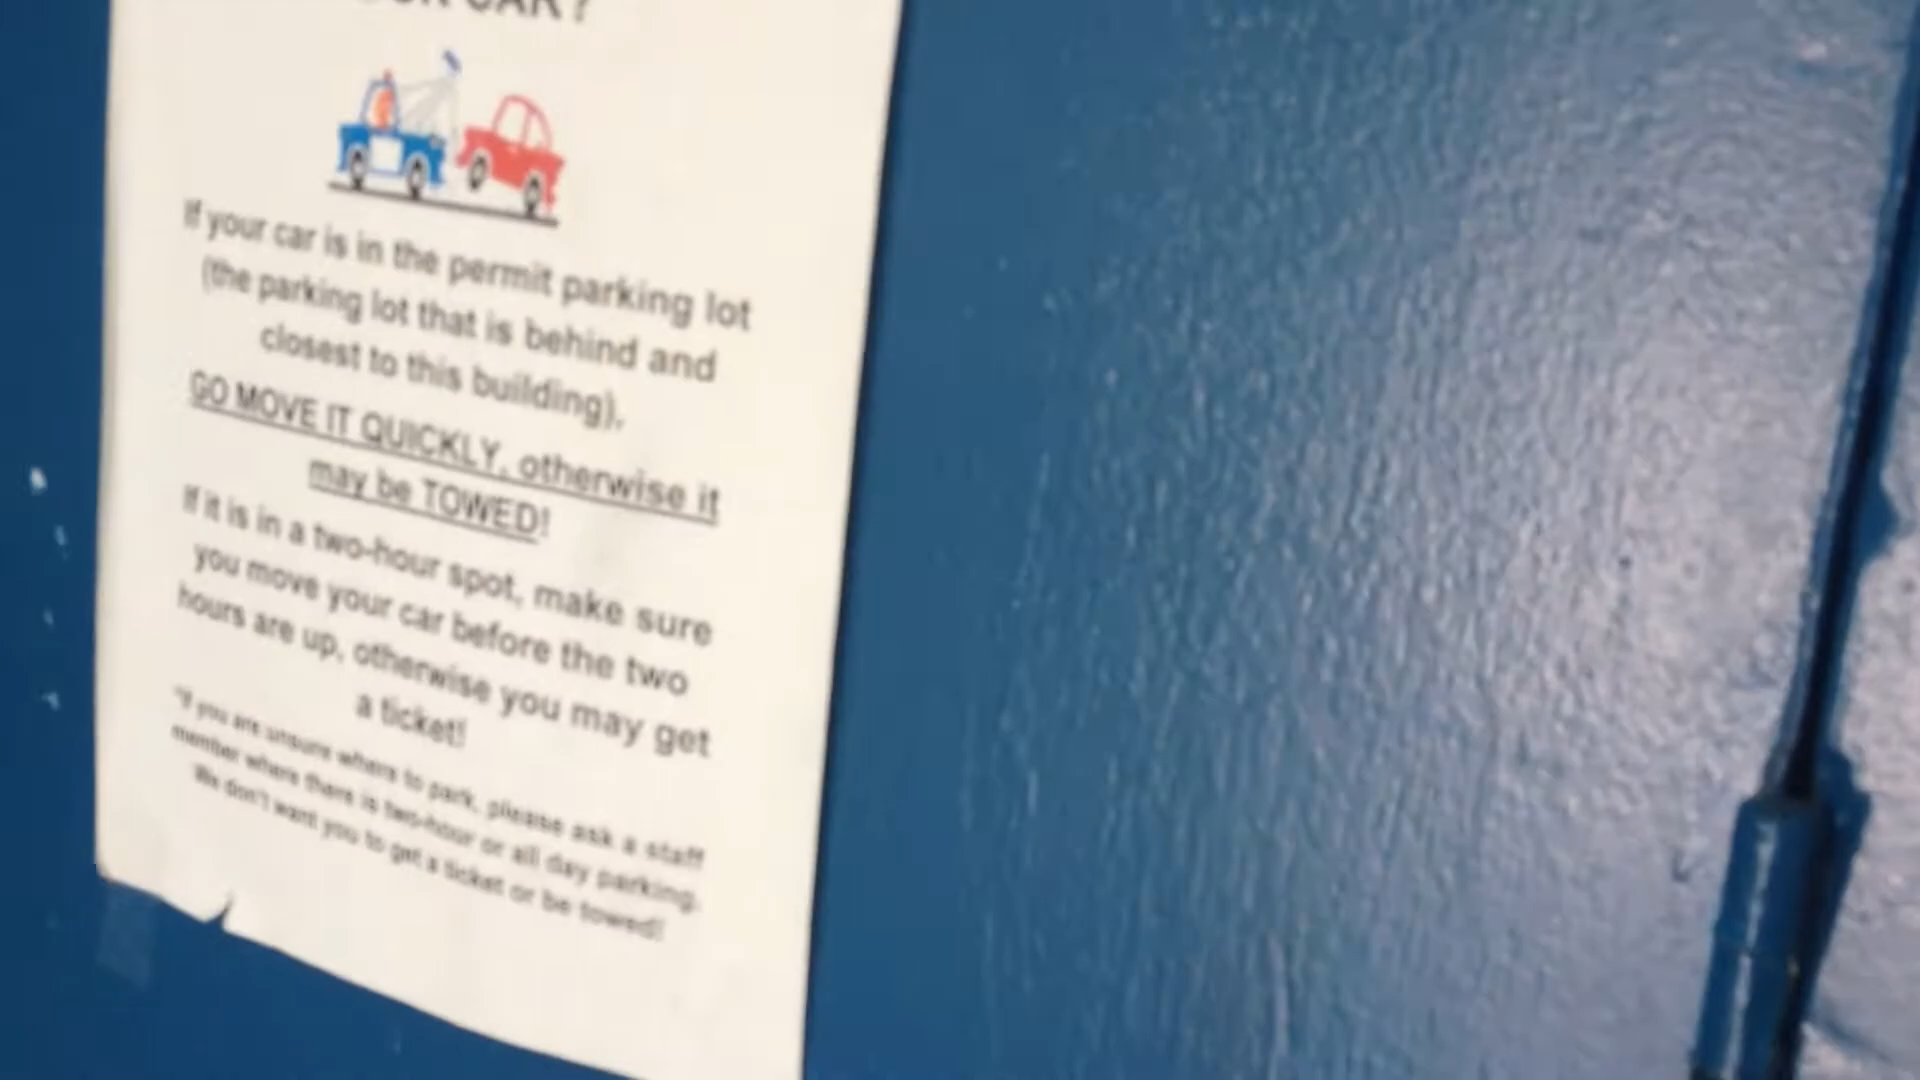 CAR?
If your car is in the permit parking lot
(the parking lot that is behind and
closest to this building),
GO MOVE IT QUICKLY, otherwise it
may be TOWED!
If it is in a two-hour spot, make sure
you move your car before the two
hours are up, otherwise you may get
a ticket!
*If you are unsure where to park, please ask a staff
member where there is two-hour or all day parking.
We don't want you to get a ticket or be towed!